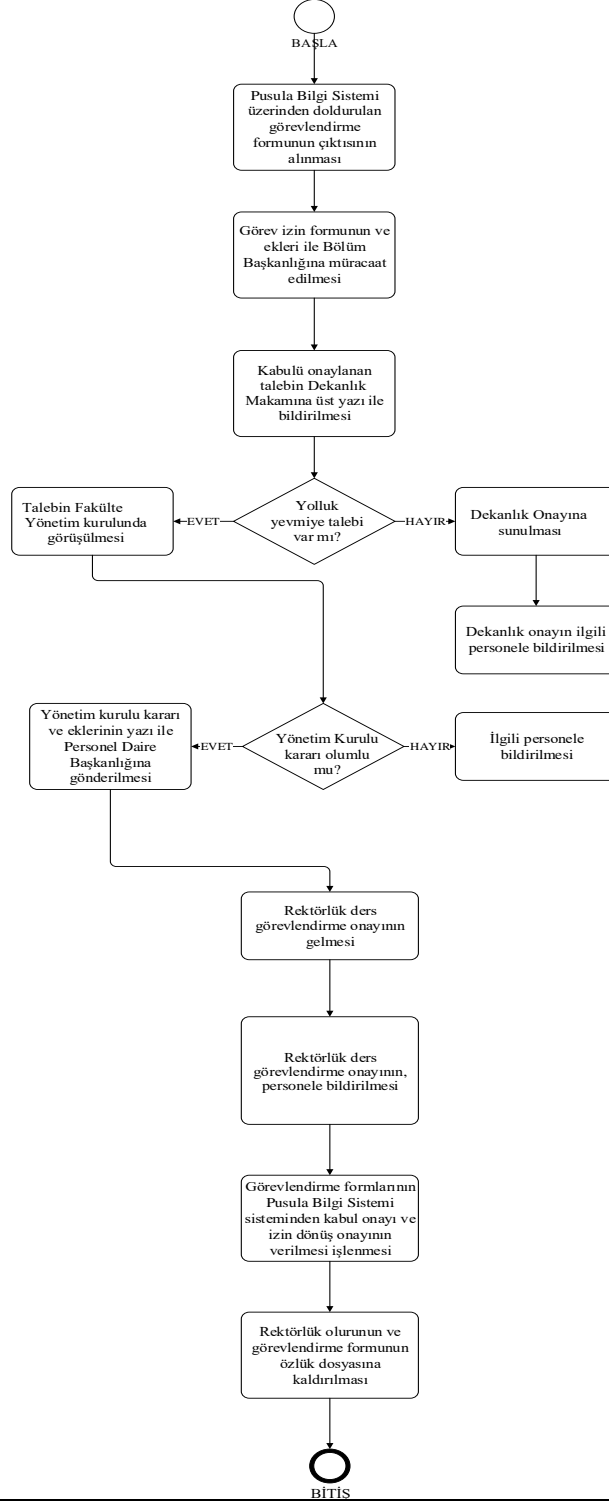 BAŞLA
Pusula Bilgi Sistemi
üzerinden doldurulan
görevlendirme
formunun çıktısının
alınması
Görev izin formunun ve
ekleri ile Bölüm
Başkanlığına müracaat
edilmesi
Kabulü onaylanan
talebin Dekanlık
Makamına üst yazı ile
bildirilmesi
Yolluk
yevmiye talebi
var mı?
EVET
HAYIR
Talebin Fakülte
Yönetim kurulunda
görüşülmesi
Dekanlık Onayına
sunulması
Dekanlık onayın ilgili
personele bildirilmesi
Yönetim Kurulu
kararı olumlu
mu?
EVET
HAYIR
Yönetim kurulu kararı
ve eklerinin yazı ile
Personel Daire
Başkanlığına
gönderilmesi
İlgili personele
bildirilmesi
Rektörlük ders
görevlendirme onayının
gelmesi
Rektörlük ders
görevlendirme onayının,
personele bildirilmesi
Görevlendirme formlarının
Pusula Bilgi Sistemi
sisteminden kabul onayı ve
izin dönüş onayının
verilmesi işlenmesi
Rektörlük olurunun ve
görevlendirme formunun
özlük dosyasına
kaldırılması
BİTİŞ